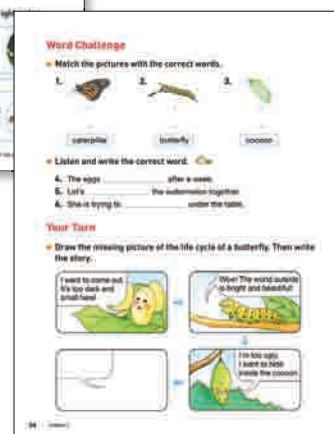 Word Challenge
Match the pictures with the correct words.
1. 2. 3.
caterpillar butterfly cocoon
Listen and write the correct word.
4. The eggs after a week.
5. Let's the watermelon together.
6. She is trying to under the table.
Your Turn
Draw the missing picture of the life cycle of a butterfly. Then write
the story.
I want to come out.
It's too dark and
small here!
Wow! The world outside
is bright and beautiful!
I'm too ugly.
I want to hide
inside the cocoon.